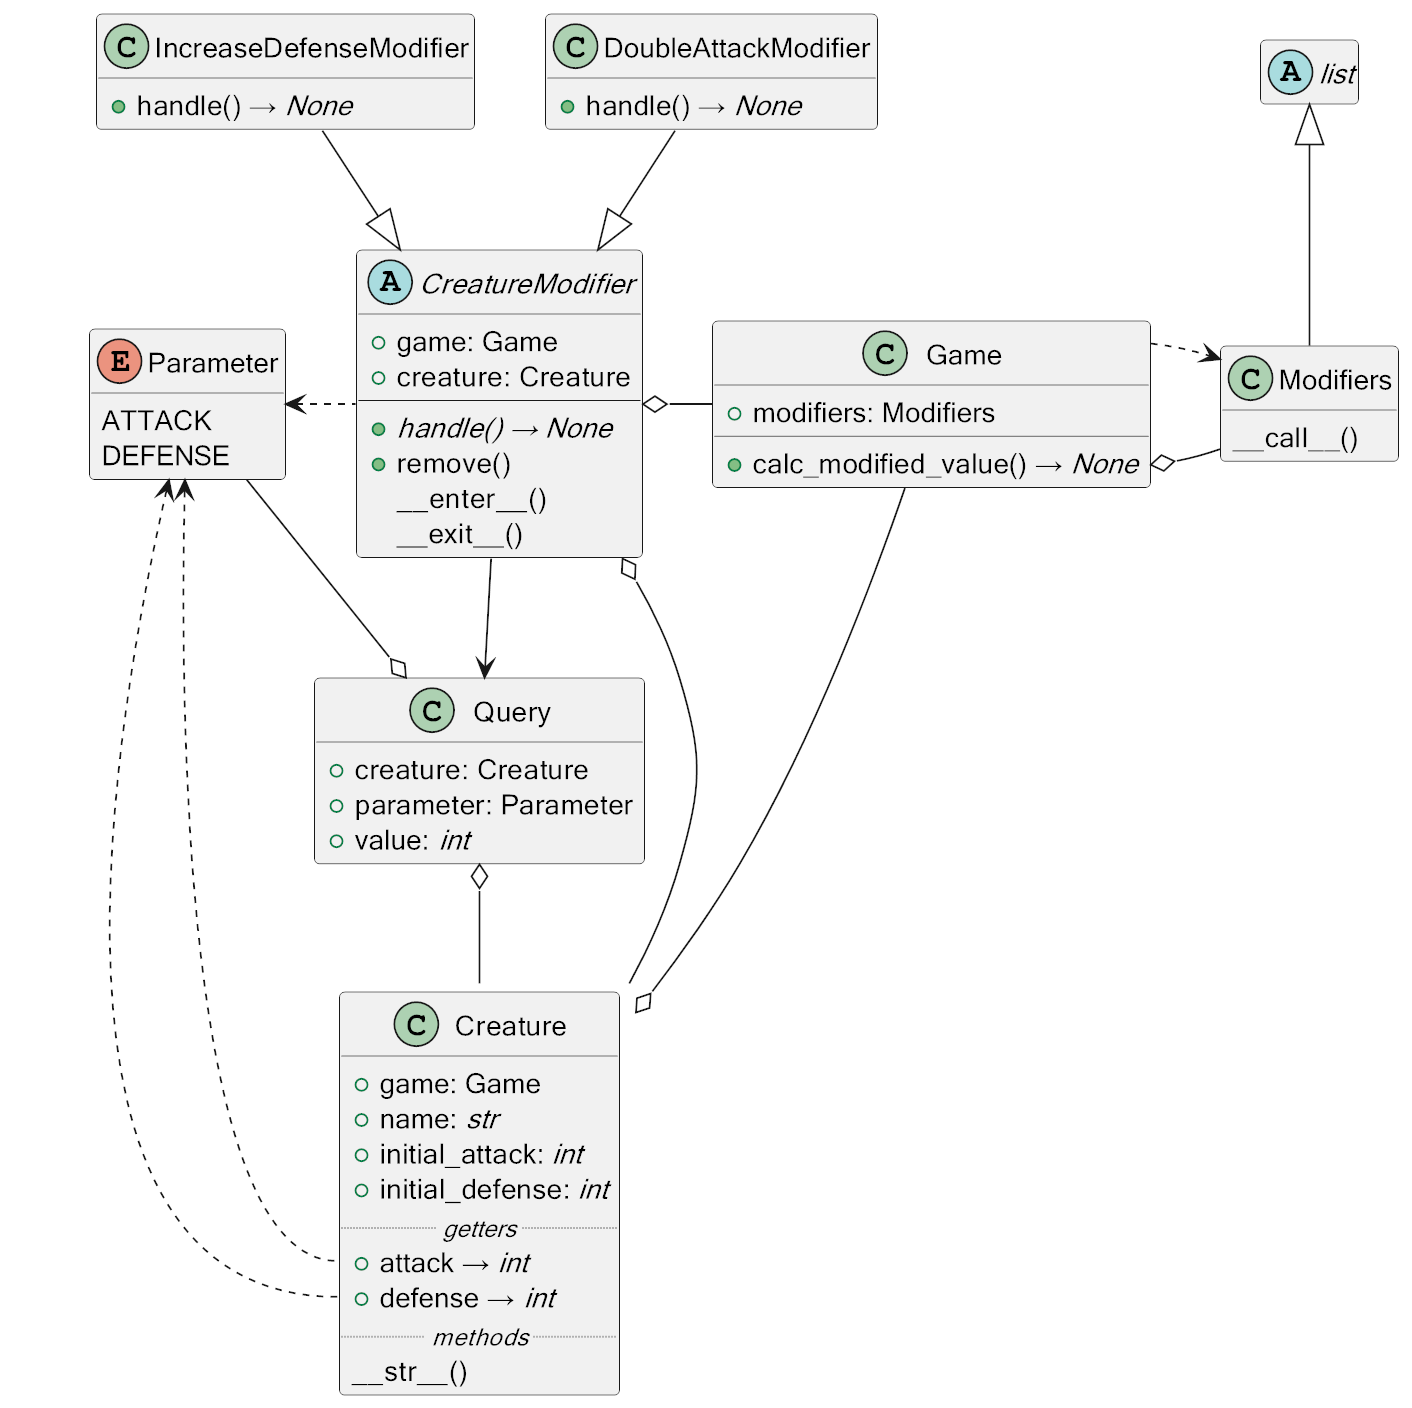 C IncreaseDefenseModifier
handle() → None
C DoubleAttackModifier
handle() → None
A list
A CreatureModifier
game: Game
creature: Creature
handle() → None
remove()
__enter__()
__exit__()
E Parameter
ATTACK
DEFENSE
C Game
modifiers: Modifiers
calc_modified_value() → None
C Modifiers
__call__()
C Query
creature: Creature
parameter: Parameter
value: int
C Creature
game: Game
name: str
initial_attack: int
initial_defense: int
getters
attack → int
defense → int
methods
__str__()